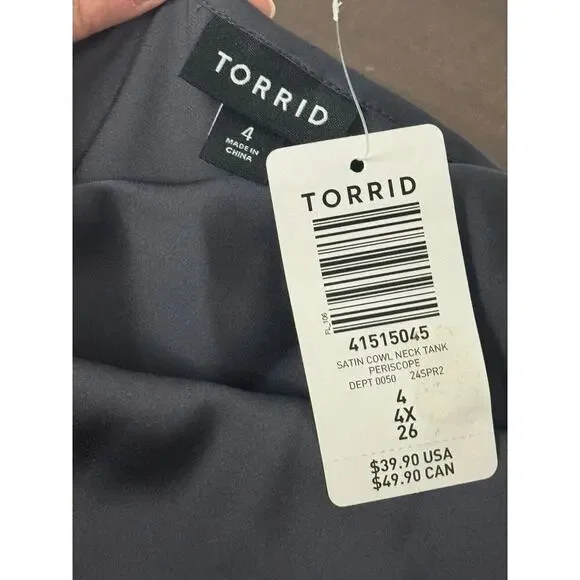 TORRID
4
MADE IN
CHINA
TORRID
FL_106
41515045
SATIN COWL NECK TANK
PERISCOPE
DEPT 0050 24SPR2
4
4X
26
$39.90 USA
$49.90 CAN